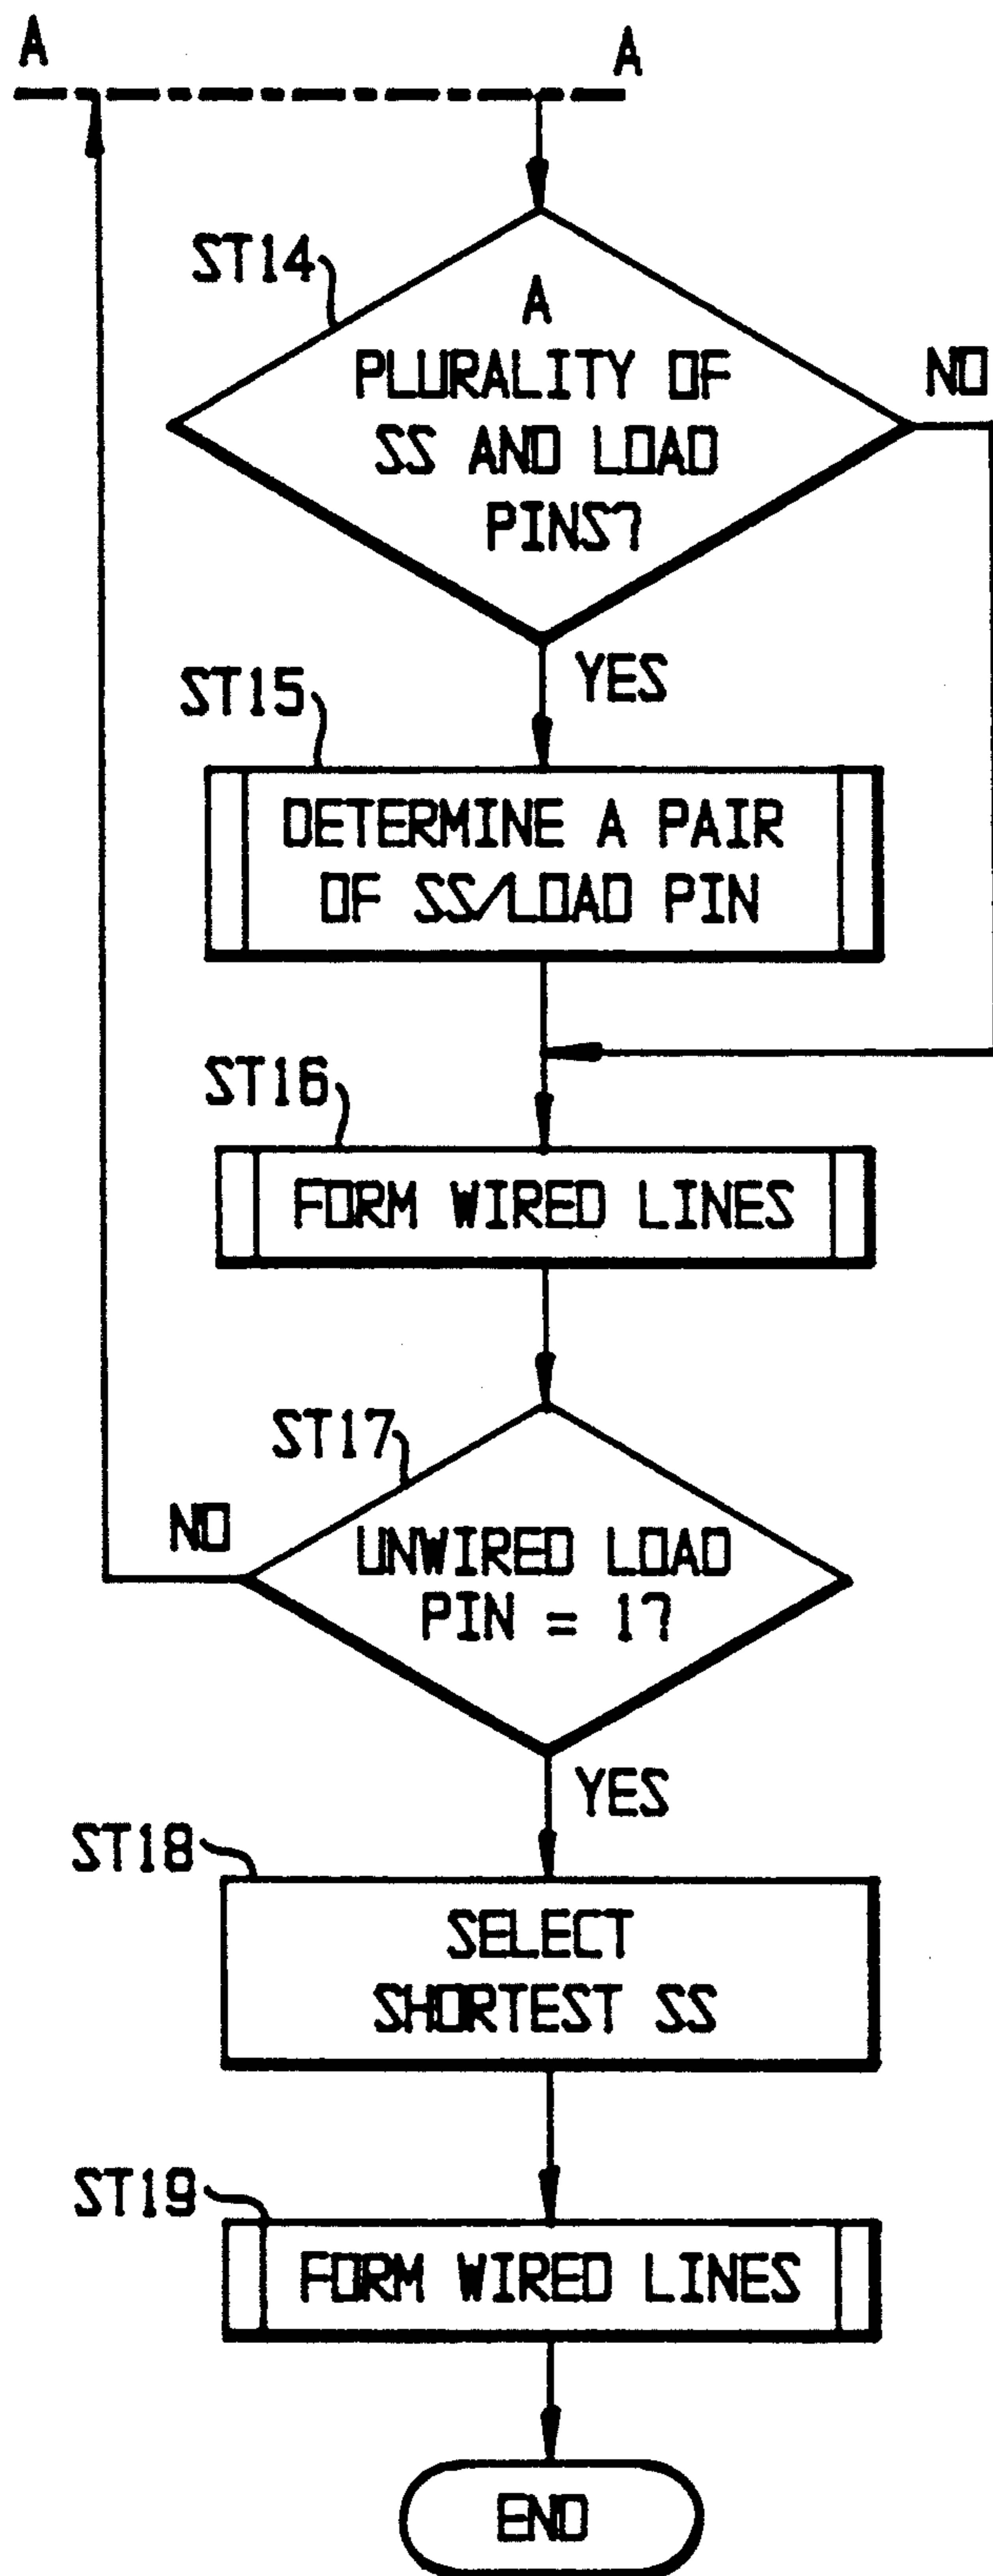 A
A
ST14
A
PLURALITY OF
SS AND LOAD
PINS?
NO
YES
ST15
DETERMINE A PAIR
OF SS/LOAD PIN
ST16
FORM WIRED LINES
ST17
NO
UNWIRED LOAD
PIN = 1?
YES
ST18
SELECT
SHORTEST SS
ST19
FORM WIRED LINES
END